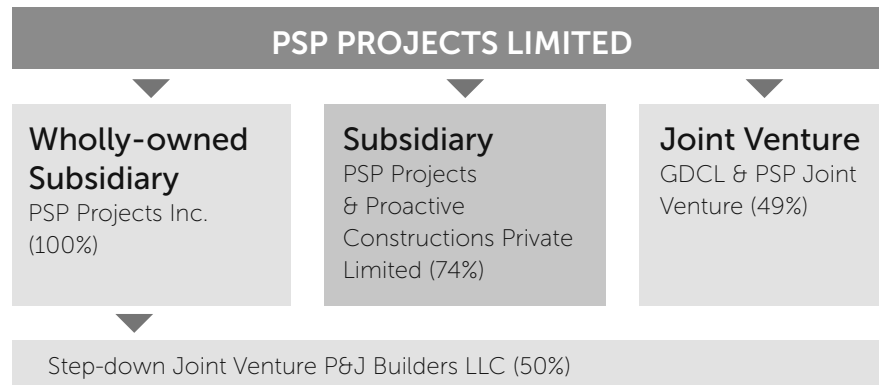 PSP PROJECTS LIMITED
Wholly-owned
Subsidiary
PSP Projects Inc.
(100%)
Subsidiary
PSP Projects
& Proactive
Constructions Private
Limited (74%)
Joint Venture
GDCL & PSP Joint
Venture (49%)
Step-down Joint Venture P&J Builders LLC (50%)